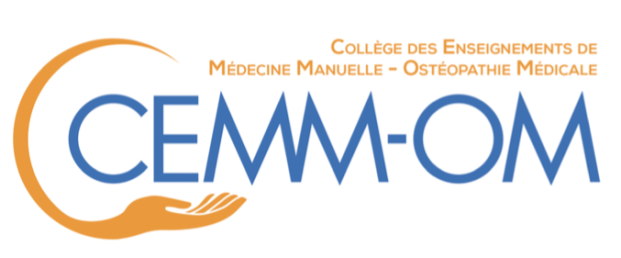 Collège des Enseignements de
Médecine Manuelle - Ostéopathie Médicale
CEMM-OM